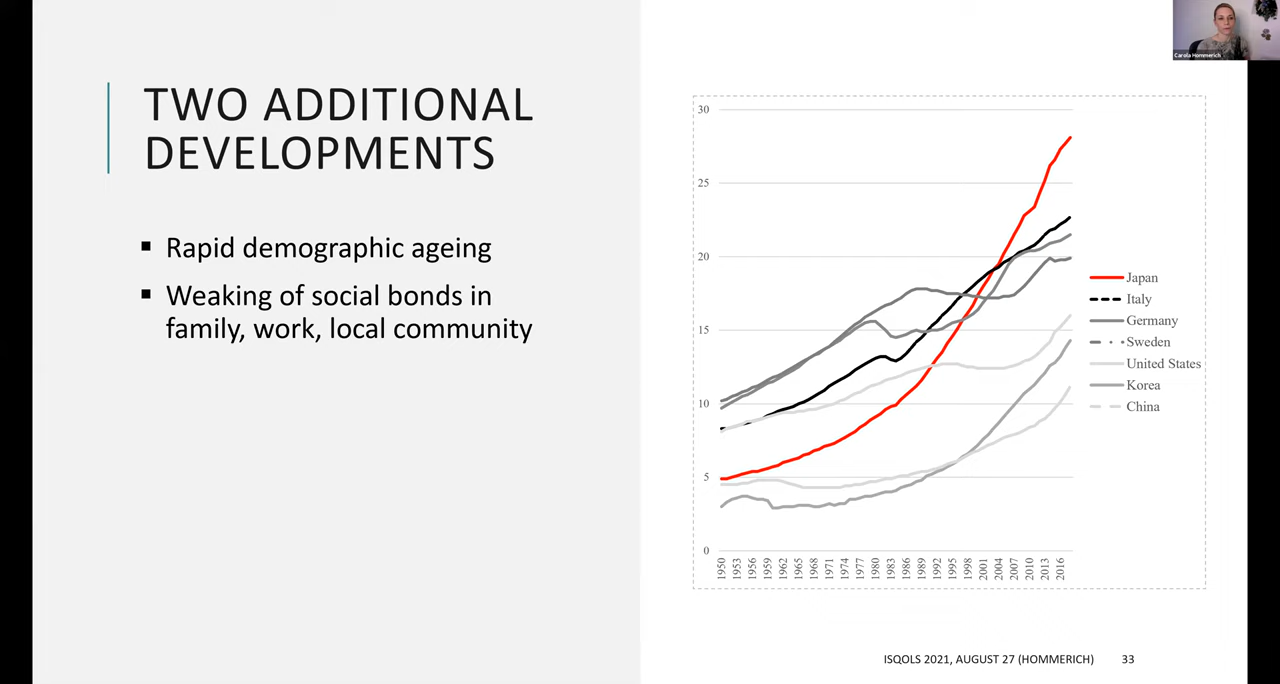 TWO ADDITIONAL
DEVELOPMENTS
▪ Rapid demographic ageing
▪ Weaking of social bonds in
family, work, local community
Carola Hommerich
30
25
20
15
10
5
0
1950 1953 1956 1959 1962 1965 1968 1971 1974 1977 1980 1983 1986 1989 1992 1995 1998 2001 2004 2007 2010 2013 2016
Japan
Italy
Germany
Sweden
United States
Korea
China
ISQOLS 2021, AUGUST 27 (HOMMERICH) 33